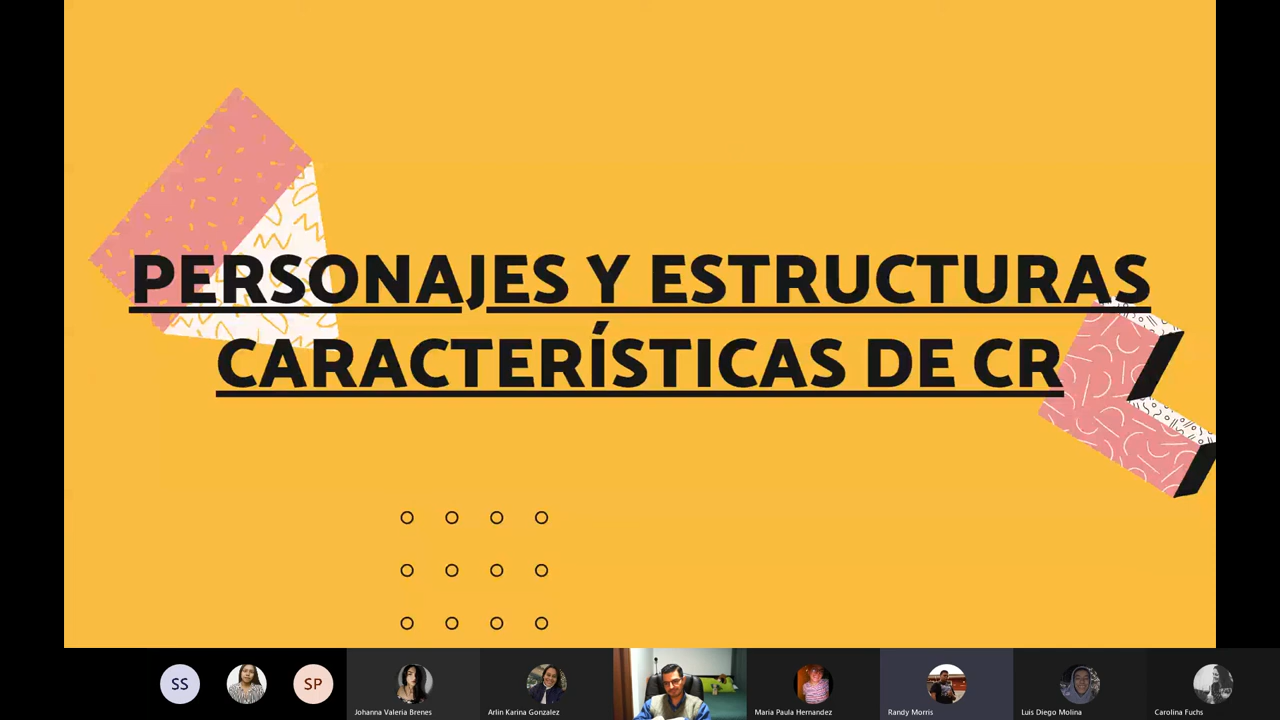 PERSONAJES Y ESTRUCTURAS
CARACTERÍSTICAS DE CR
SS
SP
Johanna Valeria Brenes
Arlin Karina Gonzalez
Maria Paula Hernandez
Randy Morris
Luis Diego Molina
Carolina Fuchs